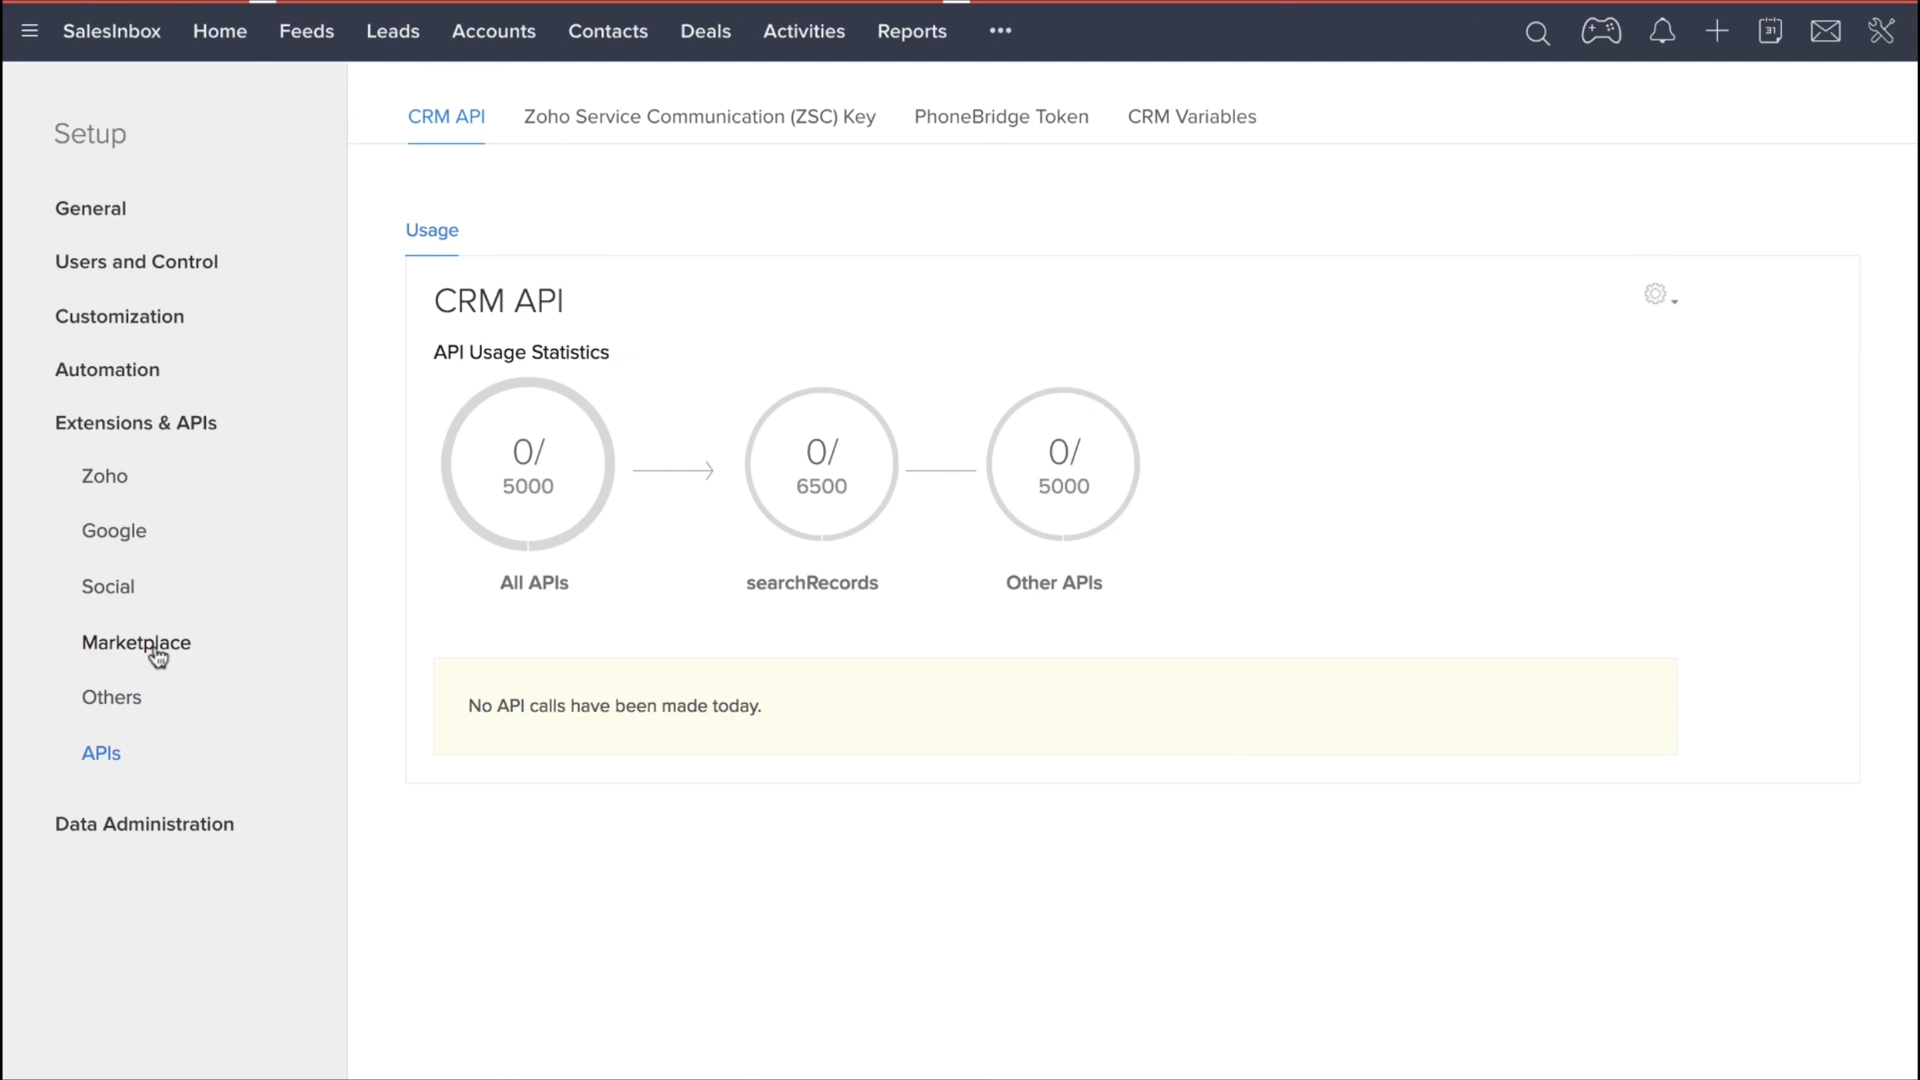 SalesInbox Home Feeds Leads Accounts Contacts Deals Activities Reports ••• 31
Setup
General
Users and Control
Customization
Automation
Extensions & APIs
Zoho
Google
Social
Marketplace
Others
APIs
Data Administration
CRM API Zoho Service Communication (ZSC) Key PhoneBridge Token CRM Variables
Usage
CRM API
API Usage Statistics
0/ 0/ 0/
5000 6500 5000
All APIs searchRecords Other APIs
No API calls have been made today.